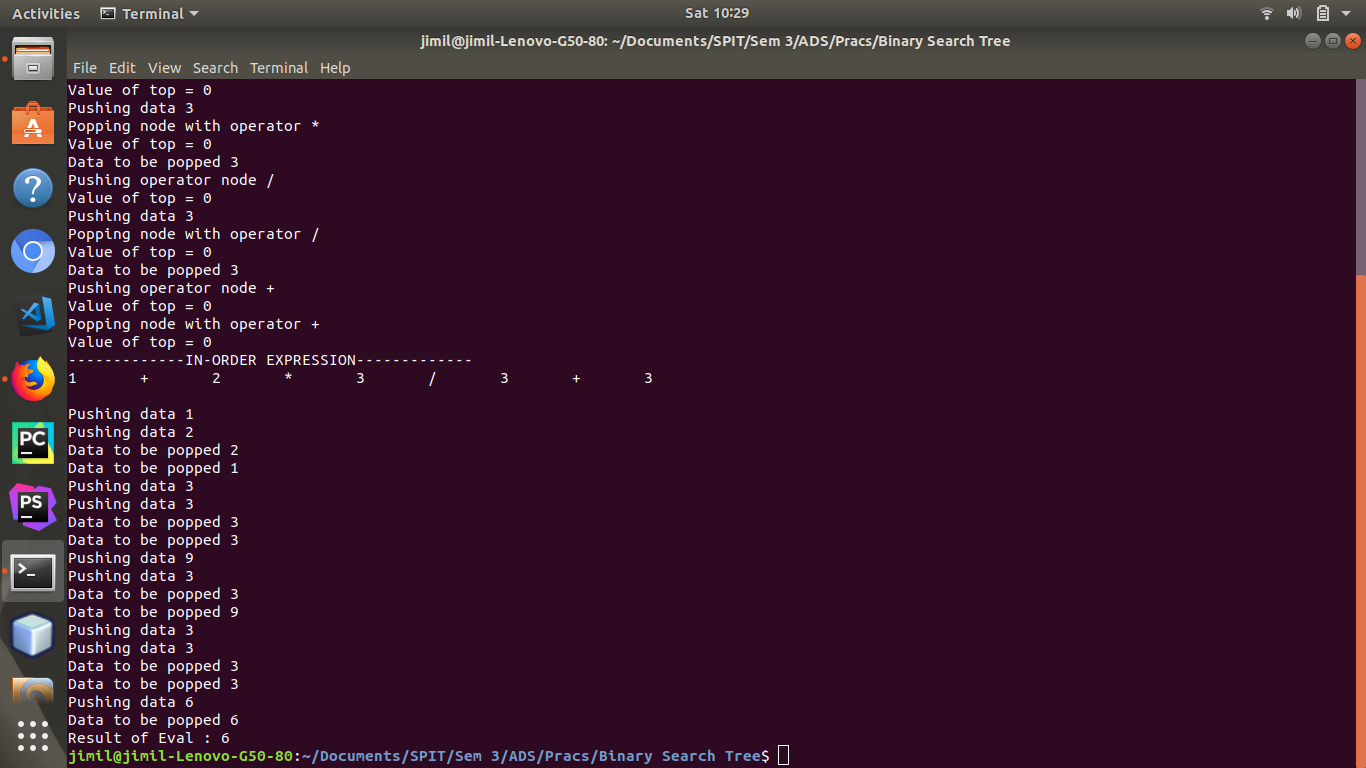 Activities Terminal Sat 10:29
jimil@jimil-Lenovo-G50-80: ~/Documents/SPIT/Sem 3/ADS/Pracs/Binary Search Tree
File Edit View Search Terminal Help
Value of top = 0
Pushing data 3
Popping node with operator *
Value of top = 0
Data to be popped 3
Pushing operator node /
Value of top = 0
Pushing data 3
Popping node with operator /
Value of top = 0
Data to be popped 3
Pushing operator node +
Value of top = 0
Popping node with operator +
Value of top = 0
-------------IN-ORDER EXPRESSION-------------
1 + 2 * 3 / 3 + 3
Pushing data 1
Pushing data 2
Data to be popped 2
Data to be popped 1
Pushing data 3
Pushing data 3
Data to be popped 3
Data to be popped 3
Pushing data 9
Pushing data 3
Data to be popped 3
Data to be popped 9
Pushing data 3
Pushing data 3
Data to be popped 3
Data to be popped 3
Pushing data 6
Data to be popped 6
Result of Eval : 6
jimil@jimil-Lenovo-G50-80:~/Documents/SPIT/Sem 3/ADS/Pracs/Binary Search Tree$
A
?
PC
PS
>_